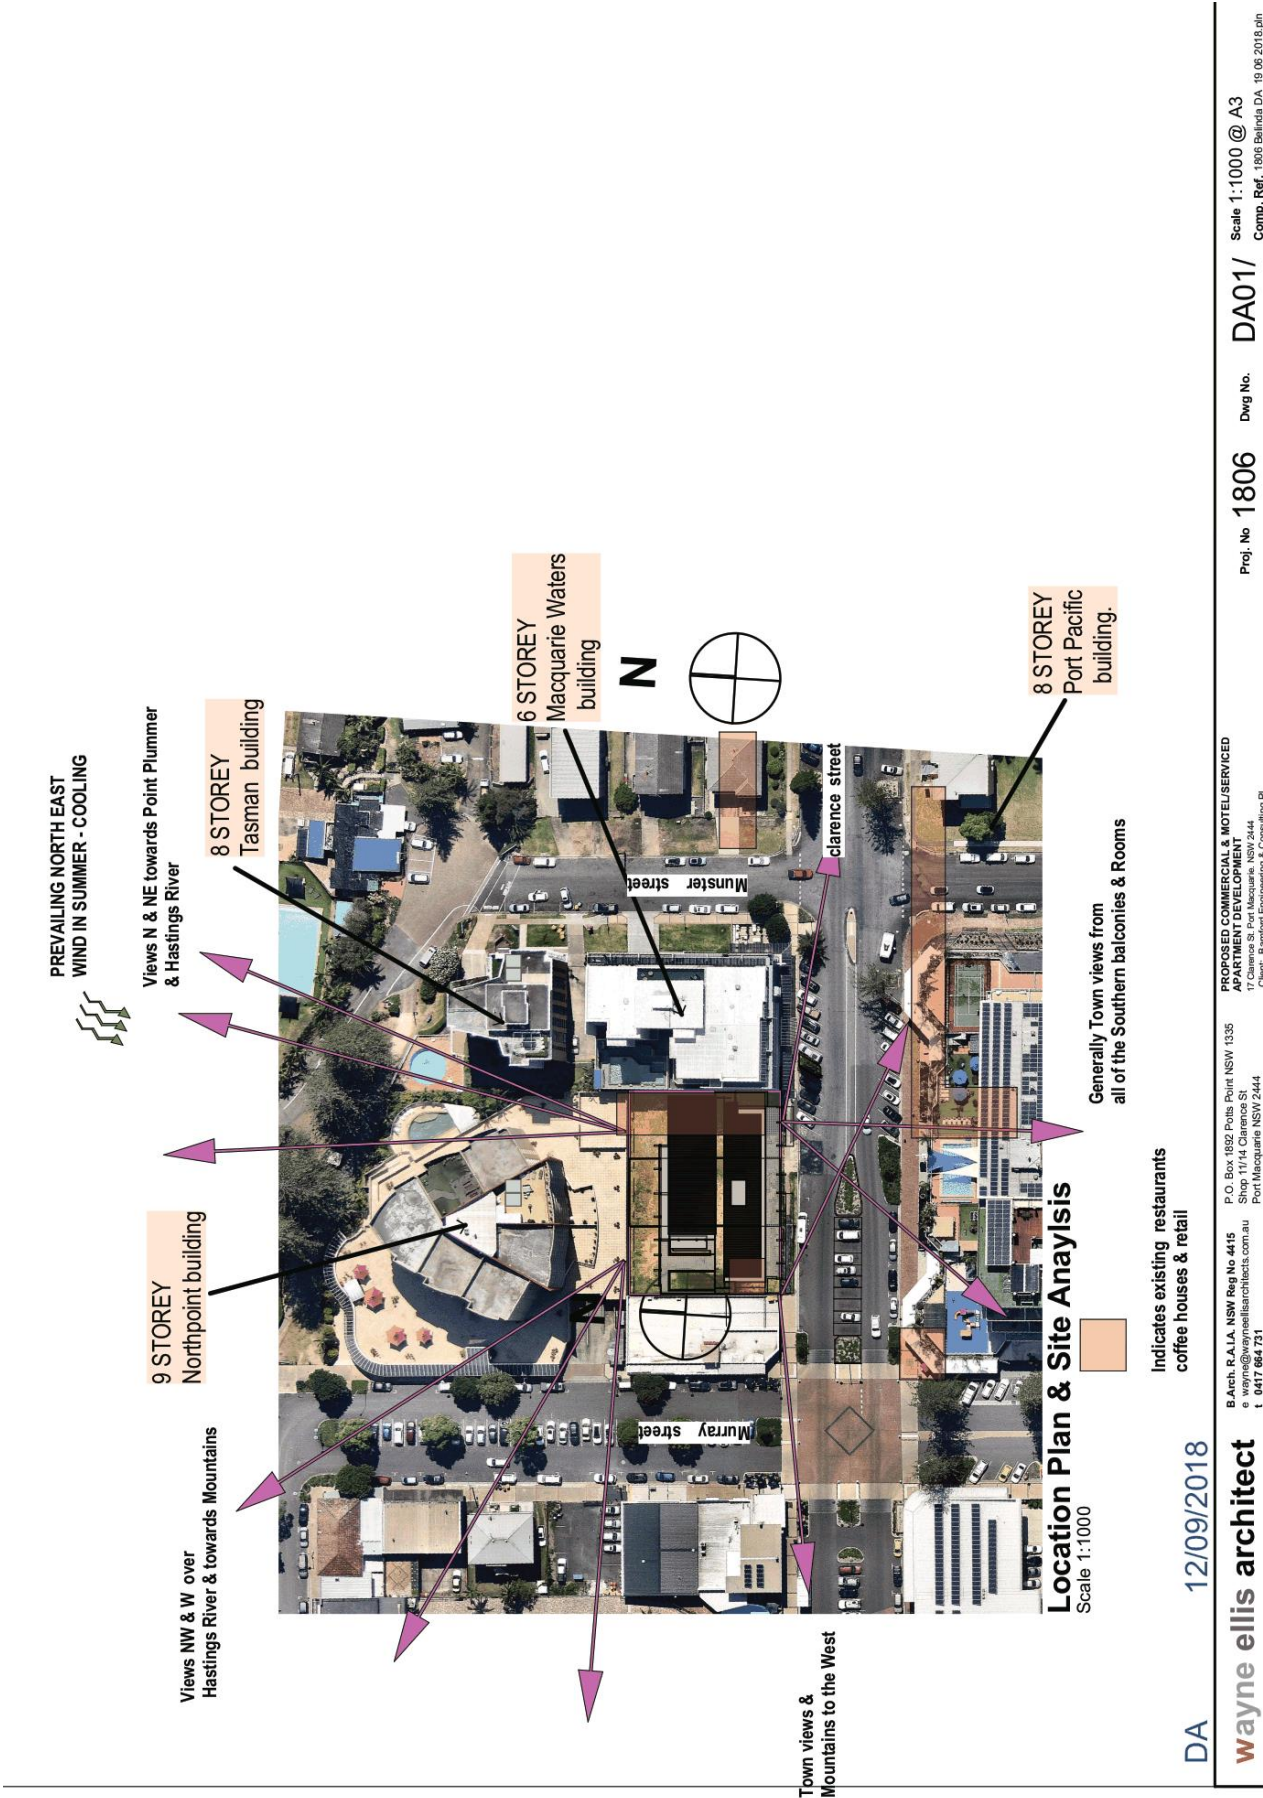 PREVAILING NORTH EAST
WIND IN SUMMER - COOLING
Views N & NE towards Point Plummer
& Hastings River
8 STOREY
Tasman building
6 STOREY
Macquarie Waters
building
N
9 STOREY
Northpoint building
Views NW & W over
Hastings River & towards Mountains
Munster street
clarence street
Murray street
N
8 STOREY
Port Pacific
building.
Town views &
Mountains to the West
Generally Town views from
all of the Southern balconies & Rooms
Location Plan & Site Anaylsis
Scale 1:1000
Indicates existing restaurants
coffee houses & retail
DA 12/09/2018
wayne ellis architect
B.Arch. R.A.I.A. NSW Reg No 4415
e wayne@wayneellisarchitects.com.au
t 0417 664 731
P.O. Box 1892 Potts Point NSW 1335
Shop 11/14 Clarence St
Port Macquarie NSW 2444
PROPOSED COMMERCIAL & MOTEL/SERVICED
APARTMENT DEVELOPMENT
17 Clarence St. Port Macquarie. NSW 2444
Client: Bamford Engineering & Consulting PL
Proj. No 1806
Dwg No. DA01/
Scale 1:1000 @ A3
Comp. Ref. 1806 Belinda DA 19 06 2018.pln